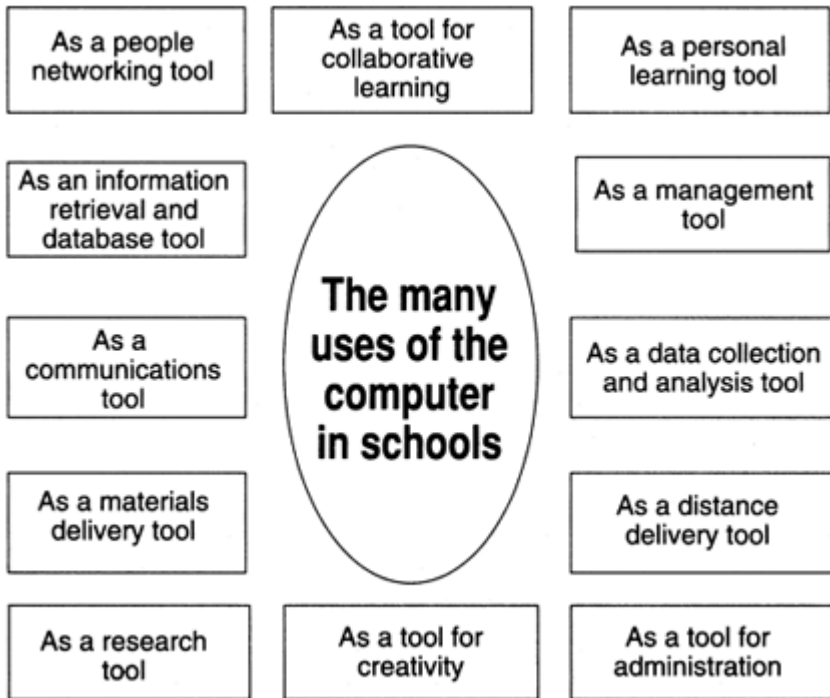 As a people
networking tool
As a tool for
collaborative
learning
As a personal
learning tool
As an information
retrieval and
database tool
As a management
tool
The many
uses of the
computer
in schools
As a
communications
tool
As a data collection
and analysis tool
As a materials
delivery tool
As a distance
delivery tool
As a research
tool
As a tool for
creativity
As a tool for
administration